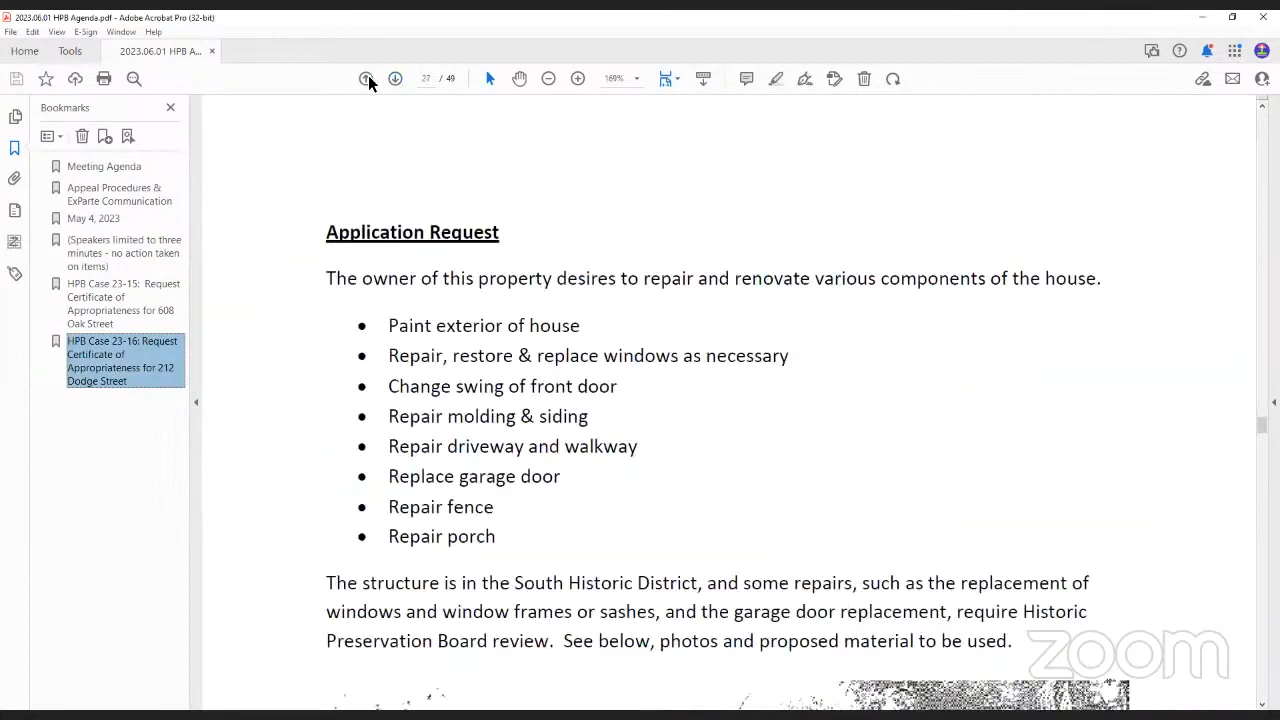 2023.06.01 HPB Agenda.pdf - Adobe Acrobat Pro (32-bit)
File Edit View E-Sign Window Help
Home Tools 2023.06.01 HPB A... ×
27 / 49 169%
Bookmarks
Meeting Agenda
Appeal Procedures &
ExParte Communication
May 4, 2023
(Speakers limited to three
minutes - no action taken
on items)
HPB Case 23-15: Request
Certificate of
Appropriateness for 608
Oak Street
HPB Case 23-16: Request
Certificate of
Appropriateness for 212
Dodge Street
Application Request
The owner of this property desires to repair and renovate various components of the house.
• Paint exterior of house
• Repair, restore & replace windows as necessary
• Change swing of front door
• Repair molding & siding
• Repair driveway and walkway
• Replace garage door
• Repair fence
• Repair porch
The structure is in the South Historic District, and some repairs, such as the replacement of
windows and window frames or sashes, and the garage door replacement, require Historic
Preservation Board review. See below, photos and proposed material to be used.
zoom